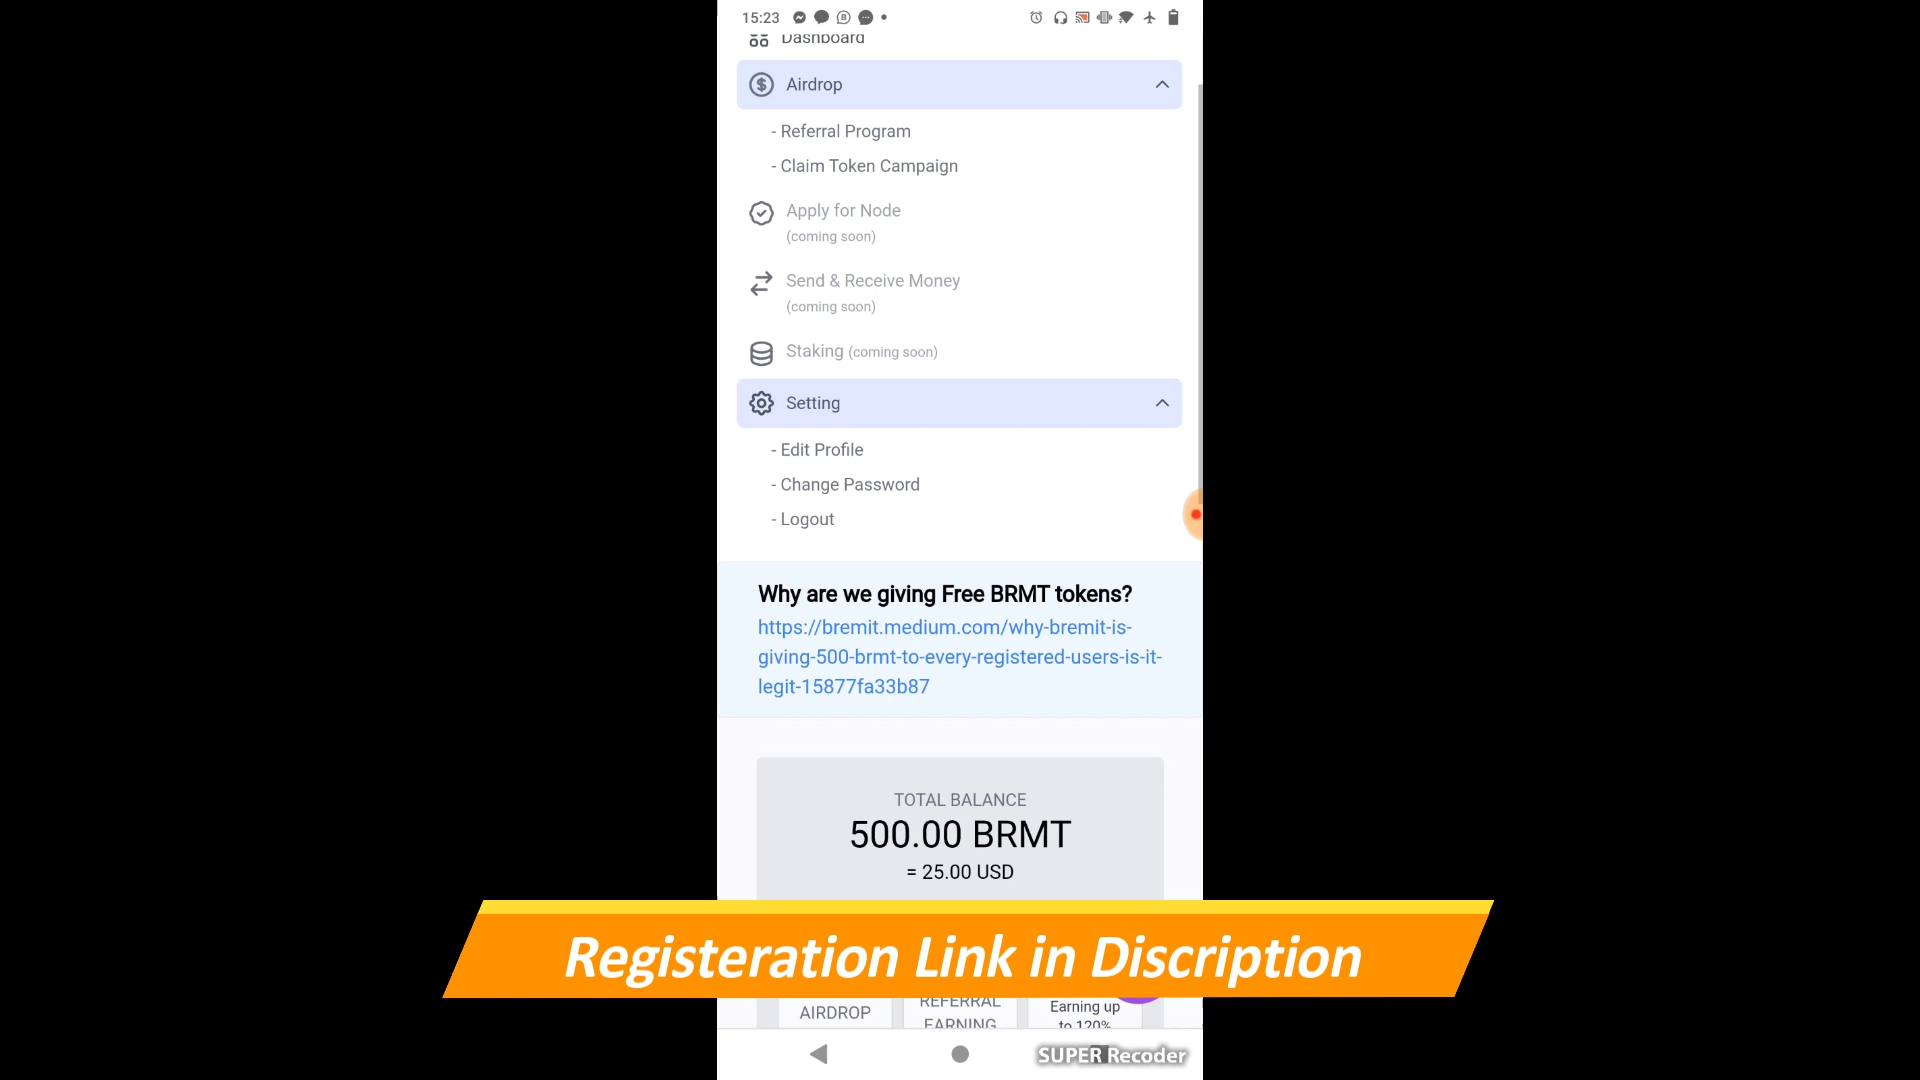 15:23
Dashboard
Airdrop
- Referral Program
- Claim Token Campaign
Apply for Node
(coming soon)
Send & Receive Money
(coming soon)
Staking (coming soon)
Setting
- Edit Profile
- Change Password
- Logout
Why are we giving Free BRMT tokens?
https://bremit.medium.com/why-bremit-is-
giving-500-brmt-to-every-registered-users-is-it-
legit-15877fa33b87
TOTAL BALANCE
500.00 BRMT
= 25.00 USD
Registeration Link in Discription
AIRDROP
REFERRAL
EARNING
Earning up
to 120%
SUPER Recoder